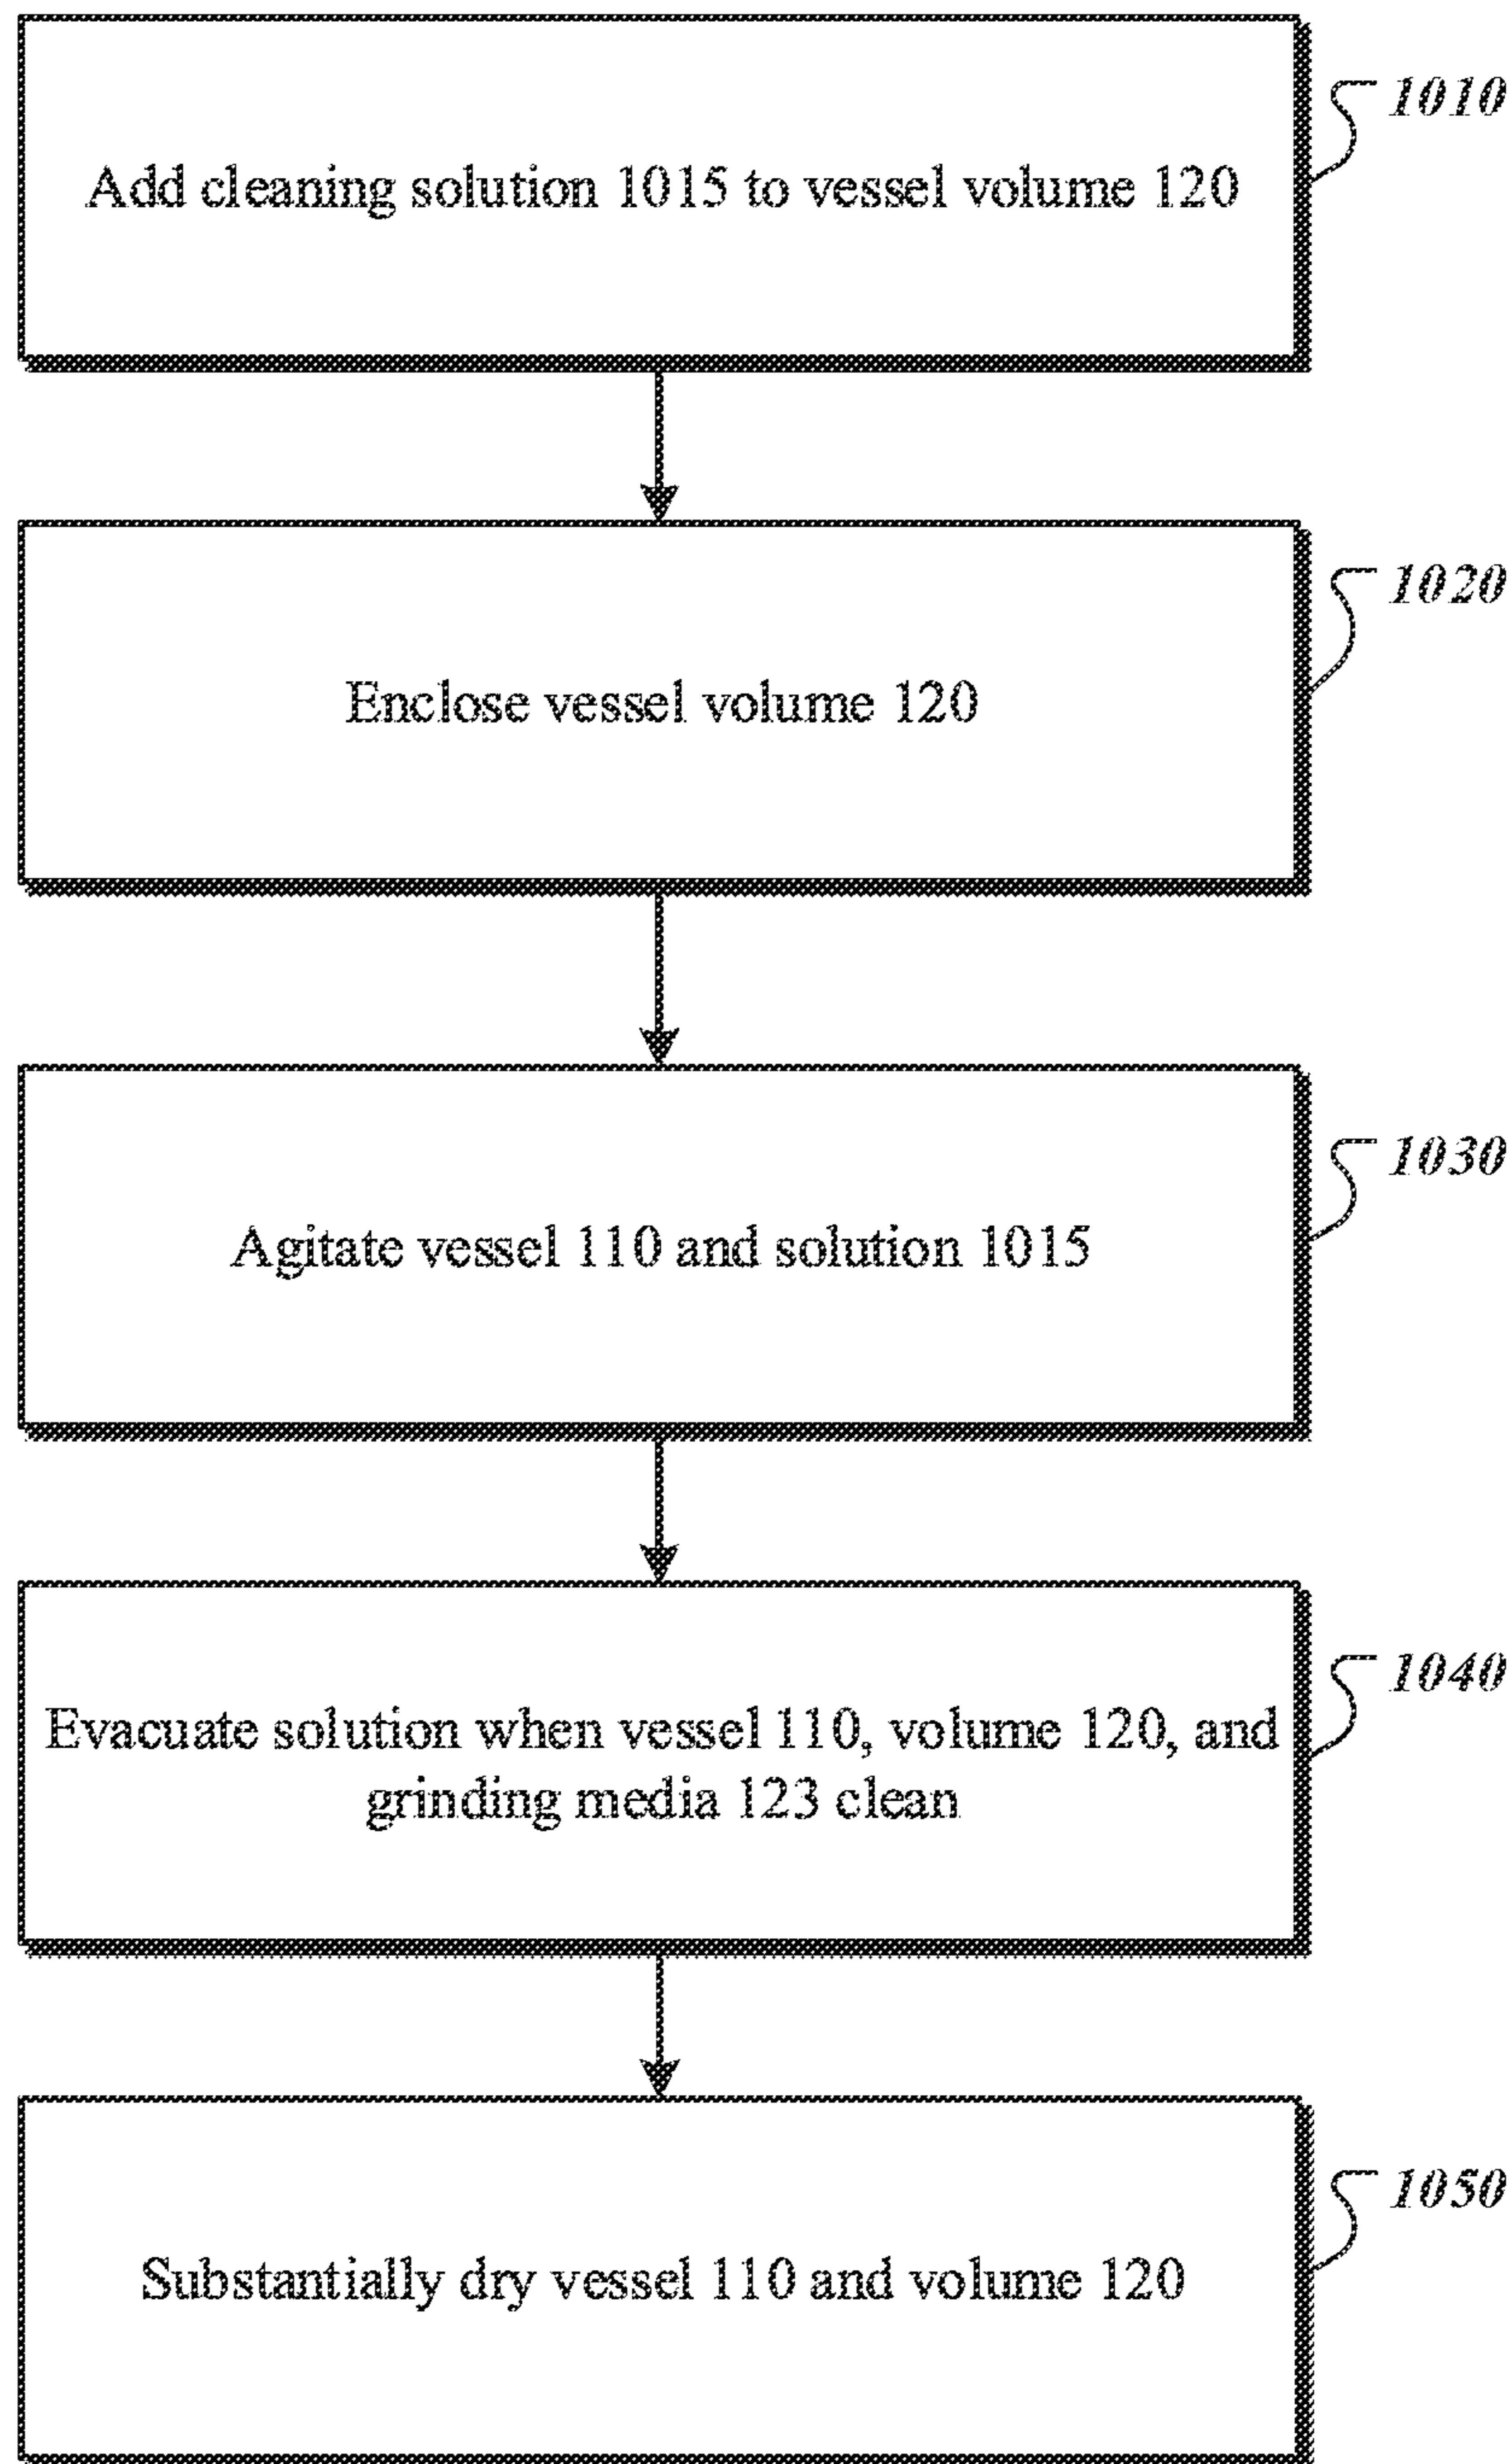 Add cleaning solution 1015 to vessel volume 120
1010
Enclose vessel volume 120
1020
Agitate vessel 110 and solution 1015
1030
Evacuate solution when vessel 110, volume 120, and
grinding media 123 clean
1040
Substantially dry vessel 110 and volume 120
1050